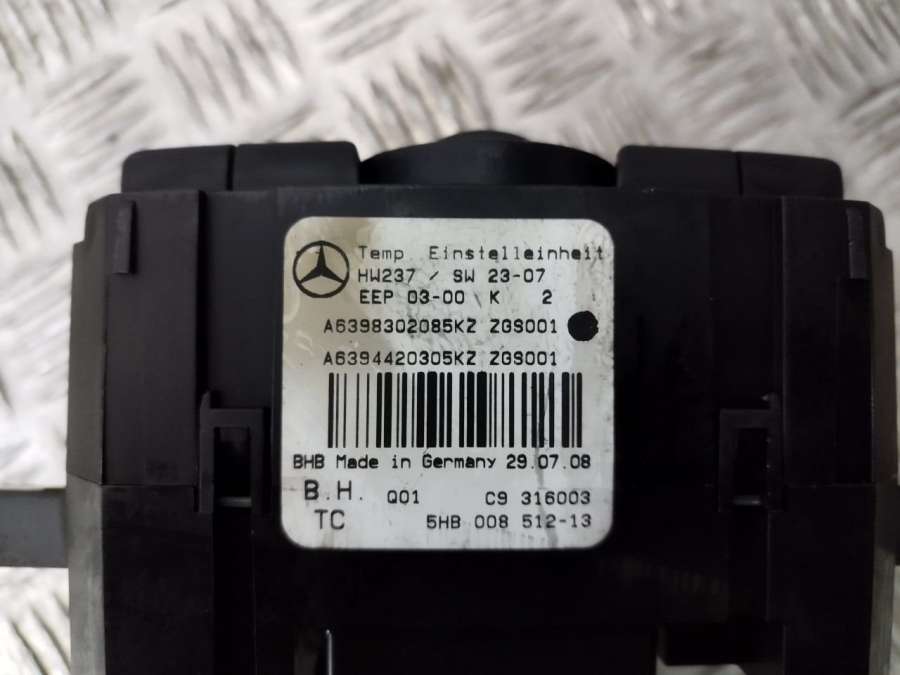 Temp. Einstelleinheit
HW237 / SW 23-07
EEP 03-00 K 2
A6398302085KZ ZGS001
A6394420305KZ ZGS001
BHB Made in Germany 29.07.08
B.H. Q01 C9 316003
TC 5HB 008 512-13